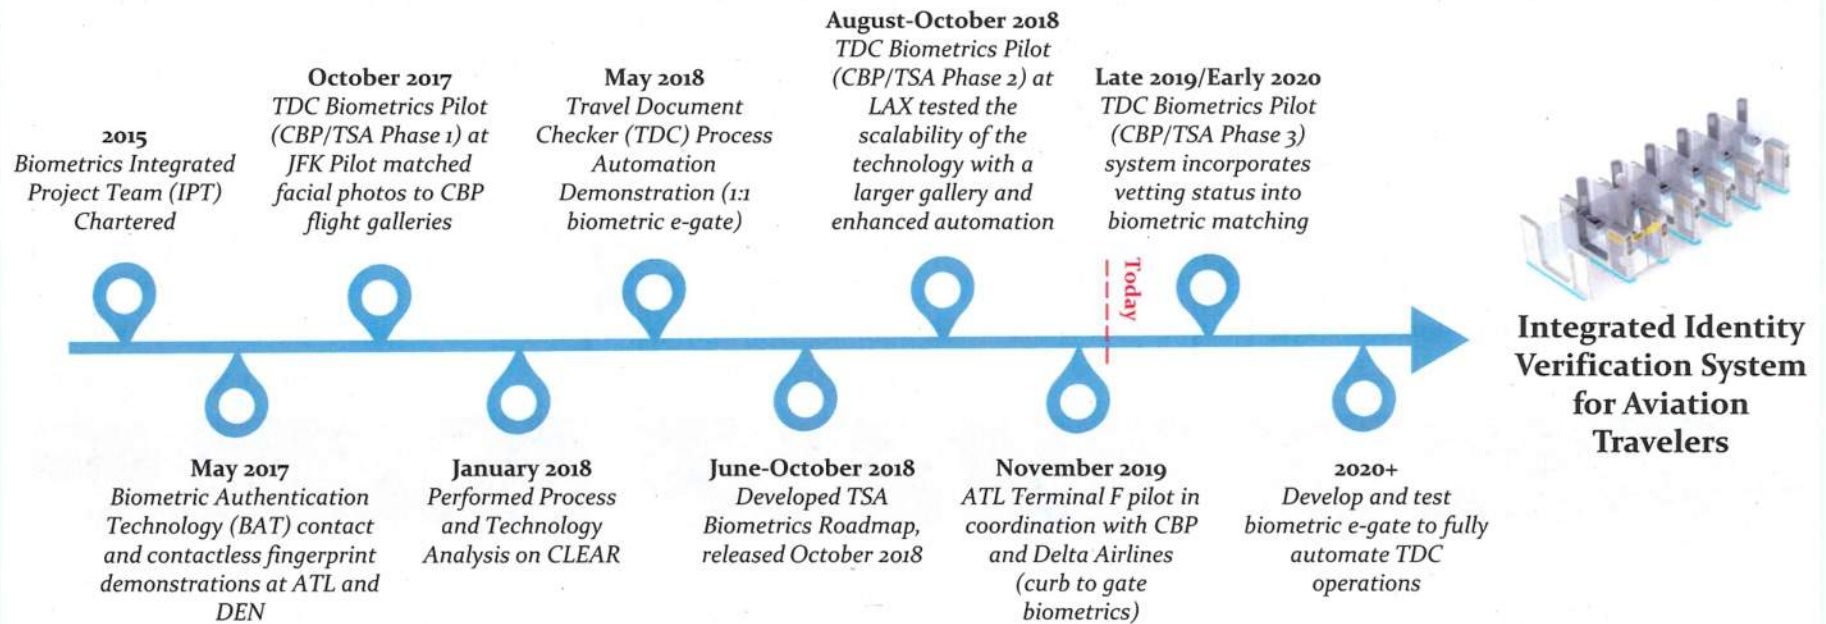 2015
Biometrics Integrated
Project Team (IPT)
Chartered
May 2017
Biometric Authentication
Technology (BAT) contact
and contactless fingerprint
demonstrations at ATL and
DEN
October 2017
TDC Biometrics Pilot
(CBP/TSA Phase 1) at
JFK Pilot matched
facial photos to CBP
flight galleries
January 2018
Performed Process
and Technology
Analysis on CLEAR
May 2018
Travel Document
Checker (TDC) Process
Automation
Demonstration (1:1
biometric e-gate)
June-October 2018
Developed TSA
Biometrics Roadmap,
released October 2018
August-October 2018
TDC Biometrics Pilot
(CBP/TSA Phase 2) at
LAX tested the
scalability of the
technology with a
larger gallery and
enhanced automation
November 2019
ATL Terminal F pilot in
coordination with CBP
and Delta Airlines
(curb to gate
biometrics)
Today
Late 2019/Early 2020
TDC Biometrics Pilot
(CBP/TSA Phase 3)
system incorporates
vetting status into
biometric matching
2020+
Develop and test
biometric e-gate to fully
automate TDC
operations
Integrated Identity
Verification System
for Aviation
Travelers